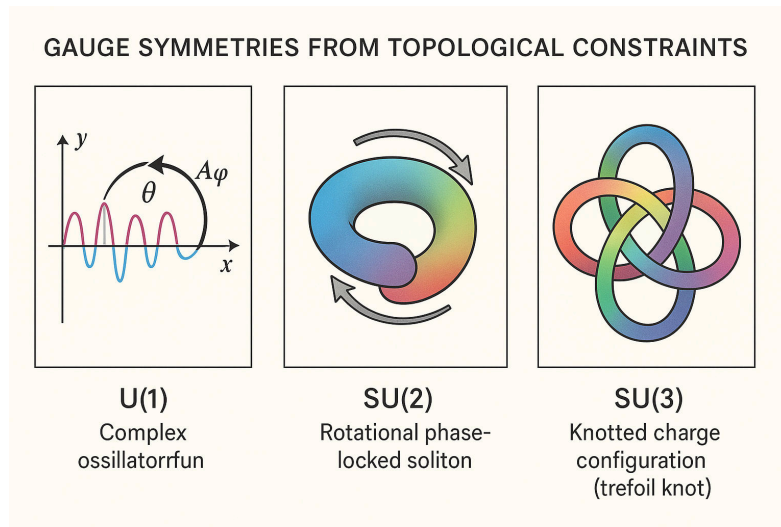 GAUGE SYMMETRIES FROM TOPOLOGICAL CONSTRAINTS
y
Aφ
θ
x
U(1)
Complex
ossillatorrfun
SU(2)
Rotational phase-
locked soliton
SU(3)
Knotted charge
configuration
(trefoil knot)